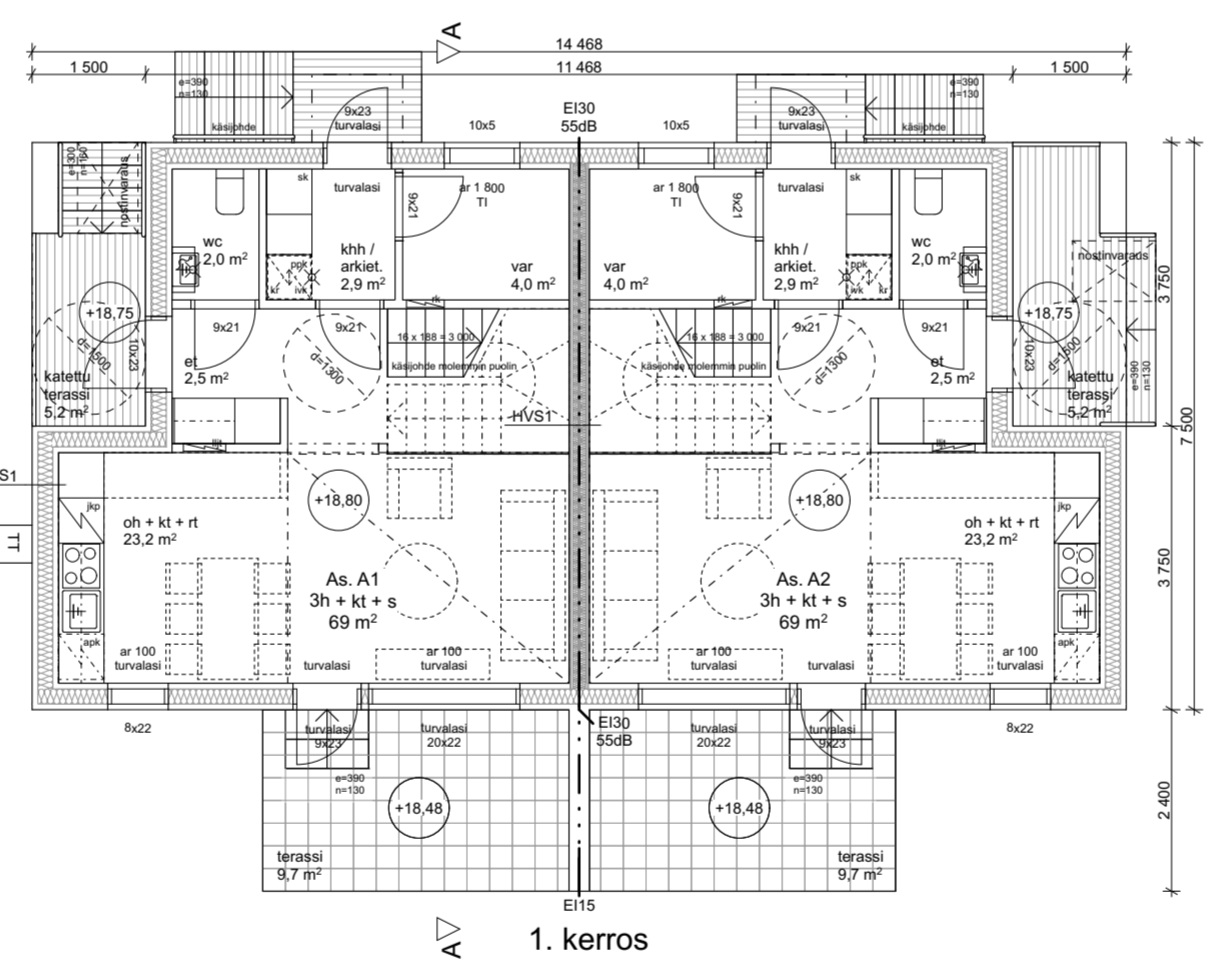 A
14 468
1 500
11 468
1 500
e=390
n=130
käsijohde
9x23
turvalasi
10x5
EI30
55dB
10x5
9x23
turvalasi
e=390
n=130
käsijohde
e=300
nostinvaraus
sk
turvalasi
9x21
ar 1 800
TI
ar 1 800
TI
9x21
turvalasi
sk
wc
2,0 m²
khh /
arkiet.
2,9 m²
ppk
kr
ivk
var
4,0 m²
var
4,0 m²
khh /
arkiet.
2,9 m²
ppk
ivk
kr
wc
2,0 m²
nostinvaraus
3 750
rk
rk
+18,75
+18,75
9x21
9x21
16 x 188 = 3 000
16 x 188 = 3 000
9x21
9x21
d=1500
10x23
d=1300
käsijohde molemmin puolin
käsijohde molemmin puolin
d=1300
10x23
d=1500
e=390
n=130
katettu
terassi
5,2 m²
et
2,5 m²
et
2,5 m²
katettu
terassi
5,2 m²
HVS1
7 500
S1
jkp
+18,80
+18,80
jkp
oh + kt + rt
23,2 m²
oh + kt + rt
23,2 m²
TT
As. A1
3h + kt + s
69 m²
As. A2
3h + kt + s
69 m²
3 750
apk
ar 100
turvalasi
turvalasi
ar 100
turvalasi
ar 100
turvalasi
turvalasi
ar 100
turvalasi
apk
8x22
turvalasi
9x23
turvalasi
20x22
EI30
55dB
turvalasi
20x22
turvalasi
9x23
8x22
e=390
n=130
e=390
n=130
+18,48
+18,48
2 400
terassi
9,7 m²
terassi
9,7 m²
EI15
A
1. kerros